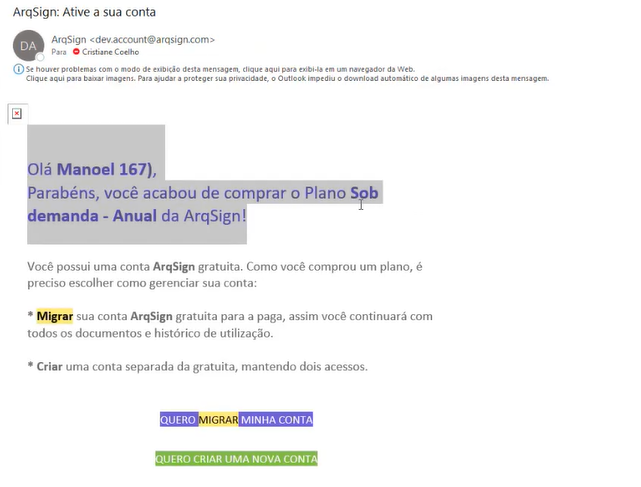 ArqSign: Ative a sua conta
DA
ArqSign <dev.account@arqsign.com>
Para Cristiane Coelho
Se houver problemas com o modo de exibição desta mensagem, clique aqui para exibi-la em um navegador da Web.
Clique aqui para baixar imagens. Para ajudar a proteger sua privacidade, o Outlook impediu o download automático de algumas imagens desta mensagem.
Olá Manoel 167),
Parabéns, você acabou de comprar o Plano Sob
demanda - Anual da ArqSign!
Você possui uma conta ArqSign gratuita. Como você comprou um plano, é
preciso escolher como gerenciar sua conta:
* Migrar sua conta ArqSign gratuita para a paga, assim você continuará com
todos os documentos e histórico de utilização.
* Criar uma conta separada da gratuita, mantendo dois acessos.
QUERO MIGRAR MINHA CONTA
QUERO CRIAR UMA NOVA CONTA